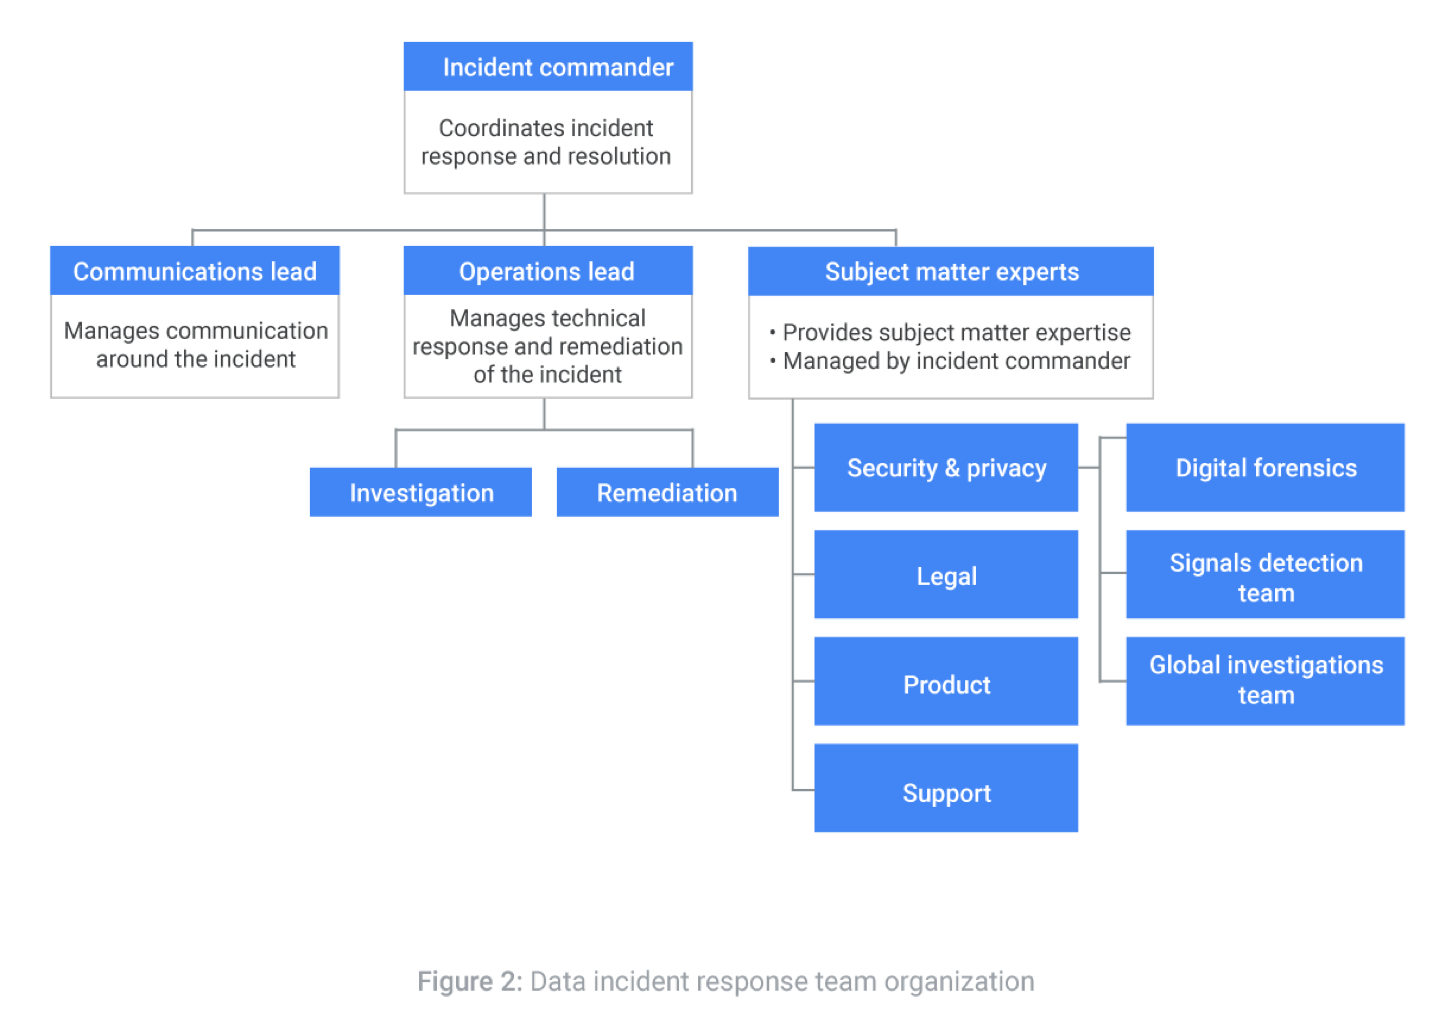 Incident commander
Coordinates incident
response and resolution
Communications lead
Manages communication
around the incident
Operations lead
Manages technical
response and remediation
of the incident
Subject matter experts
• Provides subject matter expertise
• Managed by incident commander
Investigation
Remediation
Security & privacy
Legal
Product
Support
Digital forensics
Signals detection
team
Global investigations
team
Figure 2: Data incident response team organization